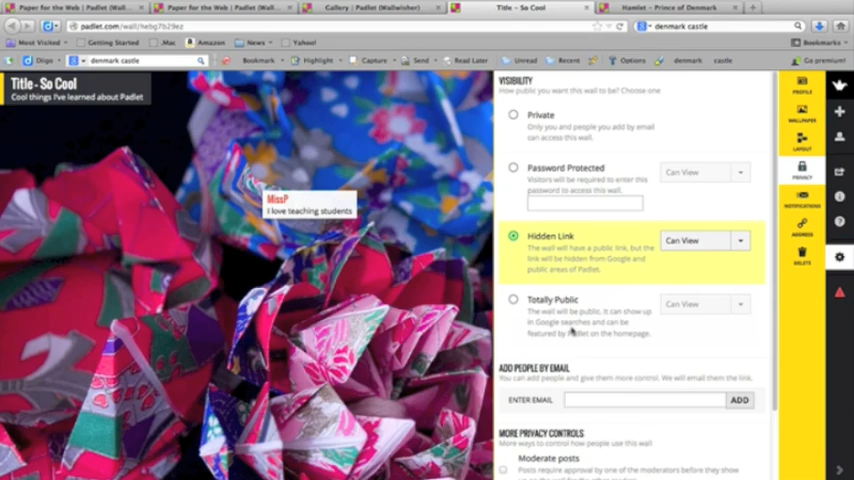 Paper for the Web | Padlet (Wall...
Paper for the Web | Padlet (Wall...
Gallery | Padlet (Wallwisher)
Title - So Cool
Hamlet - Prince of Denmark
padlet.com/wall/hebg7b29ez
denmark castle
Most Visited
Getting Started
.Mac
Amazon
News
Yahoo!
Bookmarks
Diigo
denmark castle
Bookmark
Highlight
Capture
Send
Read Later
Unread
Recent
Options
denmark
castle
Go premium!
Title - So Cool
Cool things I've learned about Padlet
MissP
I love teaching students
VISIBILITY
How public you want this wall to be? Choose one
Private
Only you and people you add by email
can access this wall.
Password Protected
Can View
Visitors will be required to enter this
password to access this wall.
Hidden Link
Can View
The wall will have a public link, but the
link will be hidden from Google and
public areas of Padlet.
Totally Public
Can View
The wall will be public. It can show up
in Google searches and can be
featured by Padlet on the homepage.
ADD PEOPLE BY EMAIL
You can add people and give them more control. We will email them the link.
ENTER EMAIL
ADD
MORE PRIVACY CONTROLS
More ways to control how people use this wall
Moderate posts
Posts require approval by one of the moderators before they show
PROFILE
WALLPAPER
LAYOUT
PRIVACY
NOTIFICATIONS
ADDRESS
DELETE